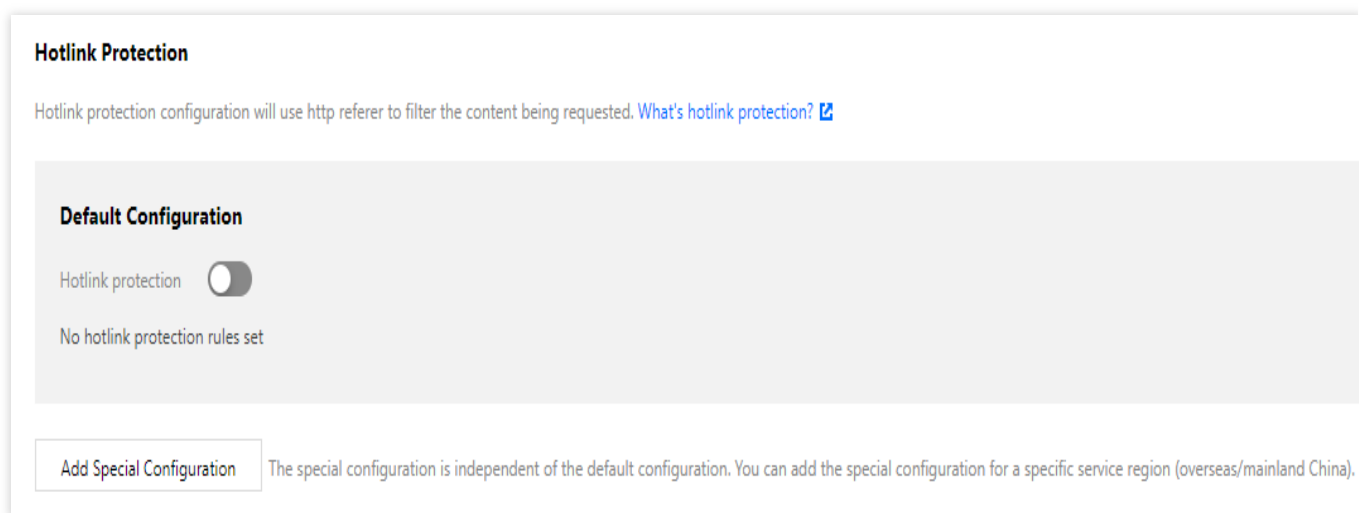 Hotlink Protection
Hotlink protection configuration will use http referer to filter the content being requested. What's hotlink protection?
Default Configuration
Hotlink protection
No hotlink protection rules set
Add Special Configuration The special configuration is independent of the default configuration. You can add the special configuration for a specific service region (overseas/mainland China).